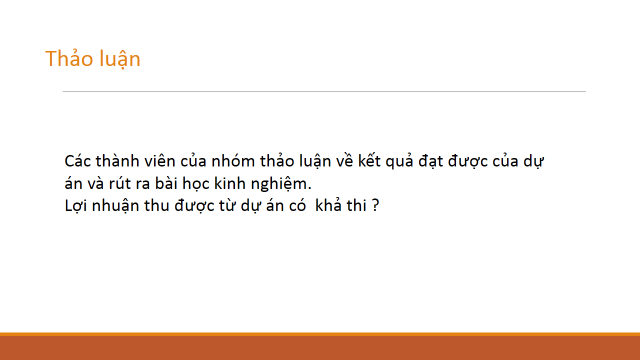 Thảo luận
Các thành viên của nhóm thảo luận về kết quả đạt được của dự
án và rút ra bài học kinh nghiệm.
Lợi nhuận thu được từ dự án có  khả thi ?